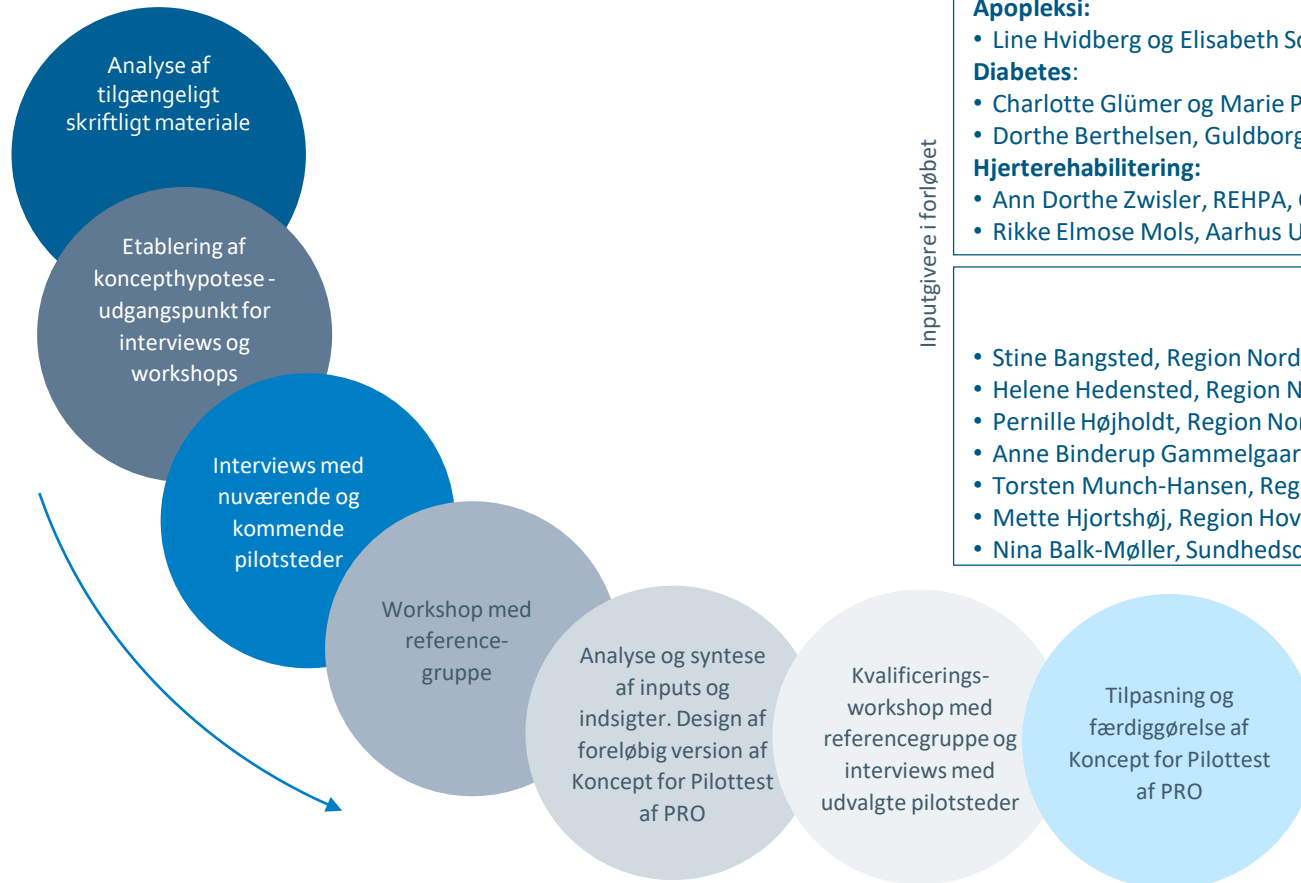 Analyse af
tilgængeligt
skriftligt materiale
Etablering af
koncepthypotese -
udgangspunkt for
interviews og
workshops
Interviews med
nuværende og
kommende
pilotsteder
Workshop med
reference-
gruppe
Analyse og syntese
af inputs og
indsigter. Design af
foreløbig version af
Koncept for Pilottest
af PRO
Kvalificerings-
workshop med
referencegruppe og
interviews med
udvalgte pilotsteder
Tilpasning og
færdiggørelse af
Koncept for Pilottest
af PRO
Inputgivere i forløbet
Apopleksi:
• Line Hvidberg og Elisabeth
Diabetes:
• Charlotte Glümer og Marie
• Dorthe Berthelsen,
Hjerterehabilitering:
• Ann Dorthe Zwisler, REHPA,
• Rikke Elmose Mols, Aarhus
• Stine Bangsted, Region
• Helene Hedensted, Region
• Pernille Højholdt, Region
• Anne Binderup
• Torsten Munch-Hansen,
• Mette Hjortshøj, Region
• Nina Balk-Møller,